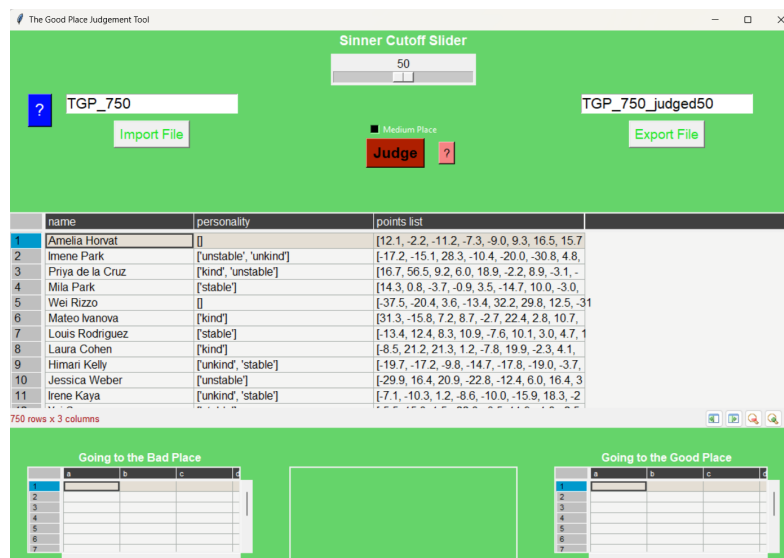 The Good Place Judgement Tool
Sinner Cutoff Slider
50
? TGP_750 TGP_750_judged50
Import File Medium Place Export File
Judge ?
name personality points list
1 Amelia Horvat [] [12.1, -2.2, -11.2, -7.3, -9.0, 9.3, 16.5, 15.7
2 Imene Park ['unstable', 'unkind'] [-17.2, -15.1, 28.3, -10.4, -20.0, -30.8, 4.8,
3 Priya de la Cruz ['kind', 'unstable'] [16.7, 56.5, 9.2, 6.0, 18.9, -2.2, 8.9, -3.1, -
4 Mila Park ['stable'] [14.3, 0.8, -3.7, -0.9, 3.5, -14.7, 10.0, -3.0,
5 Wei Rizzo [] [-37.5, -20.4, 3.6, -13.4, 32.2, 29.8, 12.5, -31
6 Mateo Ivanova ['kind'] [31.3, -15.8, 7.2, 8.7, -2.7, 22.4, 2.8, 10.7,
7 Louis Rodriguez ['stable'] [-13.4, 12.4, 8.3, 10.9, -7.6, 10.1, 3.0, 4.7, 1
8 Laura Cohen ['kind'] [-8.5, 21.2, 21.3, 1.2, -7.8, 19.9, -2.3, 4.1,
9 Himari Kelly ['unkind', 'stable'] [-19.7, -17.2, -9.8, -14.7, -17.8, -19.0, -3.7,
10 Jessica Weber ['unstable'] [-29.9, 16.4, 20.9, -22.8, -12.4, 6.0, 16.4, 3
11 Irene Kaya ['unkind', 'stable'] [-7.1, -10.3, 1.2, -8.6, -10.0, -15.9, 18.3, -2
750 rows x 3 columns
Going to the Bad Place Going to the Good Place
a b c d a b c
1 1
2 2
3 3
4 4
5 5
6 6
7 7